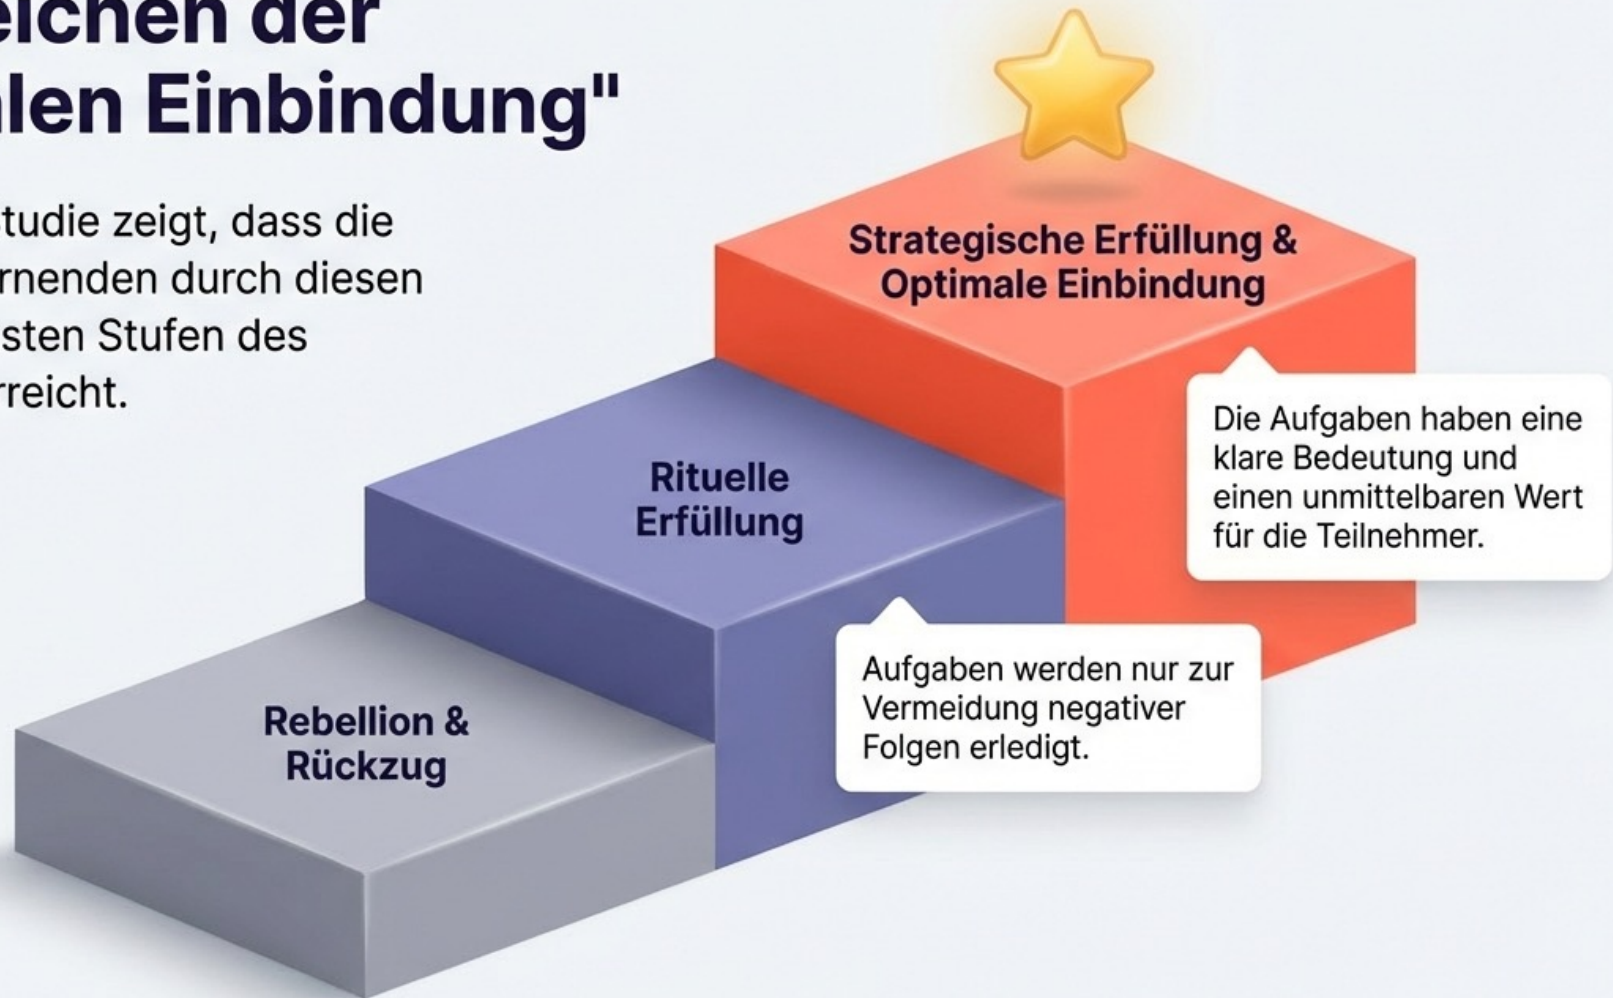 eichen der
alen Einbindung"
tudie zeigt, dass die
rnenden durch diesen
sten Stufen des
rreicht.
Strategische Erfüllung &
Optimale Einbindung
Die Aufgaben haben eine
klare Bedeutung und
einen unmittelbaren Wert
für die Teilnehmer.
Rituelle
Erfüllung
Aufgaben werden nur zur
Vermeidung negativer
Folgen erledigt.
Rebellion &
Rückzug